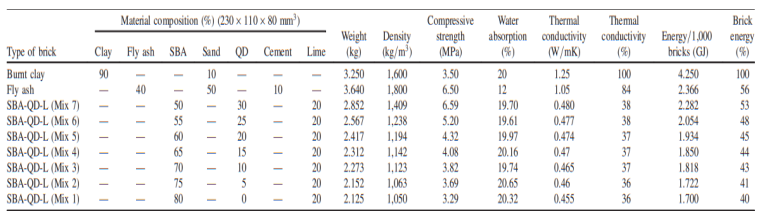 Material composition (%) (230 × 110 × 80 mm³) Compressive Water Thermal Thermal Brick
Weight Density strength absorption conductivity conductivity Energy/1,000 energy
Type of brick Clay Fly ash SBA Sand QD Cement Lime (kg) (kg/m³) (MPa) (%) (W/mK) (%) bricks (GJ) (%)
Burnt clay 90 — — 10 — — — 3.250 1,600 3.50 20 1.25 100 4.250 100
Fly ash — 40 — 50 — 10 — 3.640 1,800 6.50 12 1.05 84 2.366 56
SBA-QD-L (Mix 7) — — 50 — 30 — 20 2.852 1,409 6.59 19.70 0.480 38 2.282 53
SBA-QD-L (Mix 6) — — 55 — 25 — 20 2.567 1,238 5.20 19.61 0.477 38 2.054 48
SBA-QD-L (Mix 5) — — 60 — 20 — 20 2.417 1,194 4.32 19.97 0.474 37 1.934 45
SBA-QD-L (Mix 4) — — 65 — 15 — 20 2.312 1,142 4.08 20.16 0.47 37 1.850 44
SBA-QD-L (Mix 3) — — 70 — 10 — 20 2.273 1,123 3.82 19.74 0.465 37 1.818 43
SBA-QD-L (Mix 2) — — 75 — 5 — 20 2.152 1,063 3.69 20.65 0.46 36 1.722 41
SBA-QD-L (Mix 1) — — 80 — 0 — 20 2.125 1,050 3.29 20.32 0.455 36 1.700 40